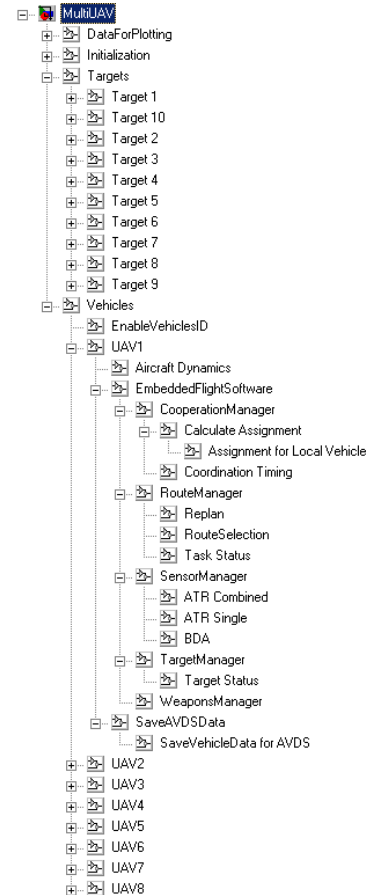 MultiUAV
DataForPlotting
Initialization
Targets
Target 1
Target 10
Target 2
Target 3
Target 4
Target 5
Target 6
Target 7
Target 8
Target 9
Vehicles
EnableVehiclesID
UAV1
Aircraft Dynamics
EmbeddedFlightSoftware
CooperationManager
Calculate Assignment
Assignment for Local Vehicle
Coordination Timing
RouteManager
Replan
RouteSelection
Task Status
SensorManager
ATR Combined
ATR Single
BDA
TargetManager
Target Status
WeaponsManager
SaveAVDSData
SaveVehicleData for AVDS
UAV2
UAV3
UAV4
UAV5
UAV6
UAV7
UAV8